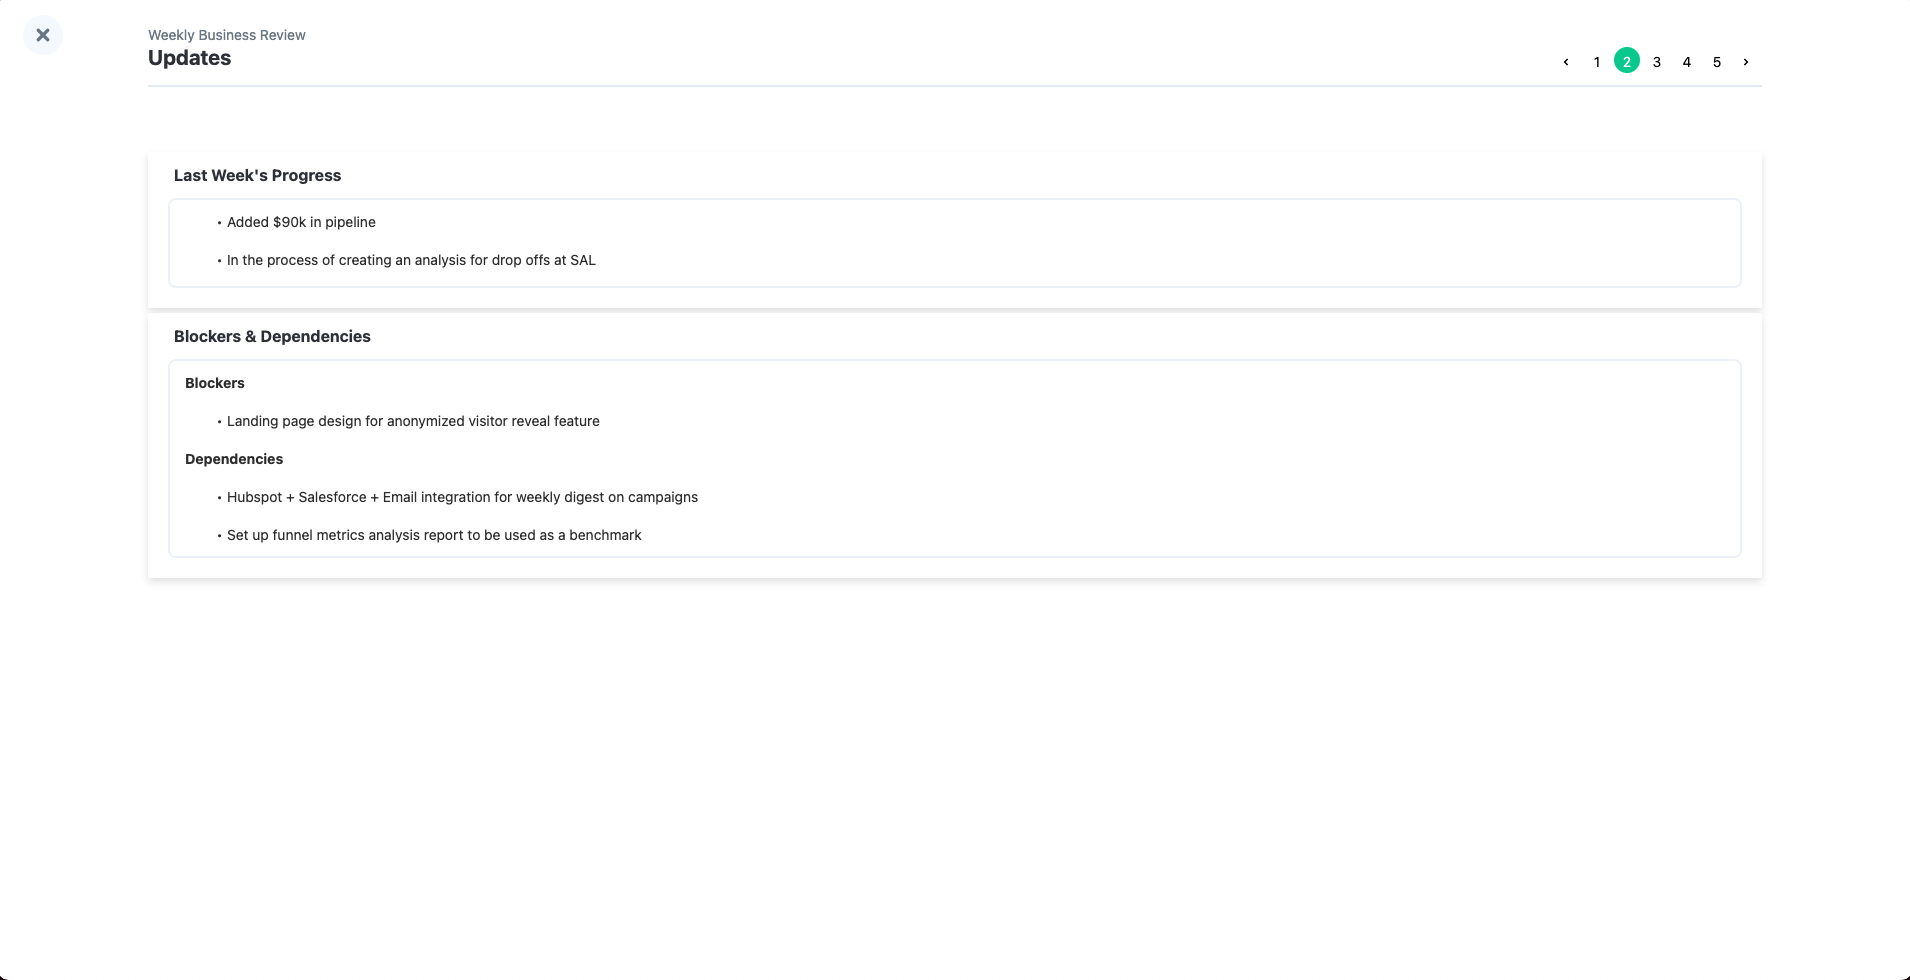 Weekly Business Review
Updates
‹ 1 2 3 4 5 ›
Last Week's Progress
• Added $90k in pipeline
• In the process of creating an analysis for drop offs at SAL
Blockers & Dependencies
Blockers
• Landing page design for anonymized visitor reveal feature
Dependencies
• Hubspot + Salesforce + Email integration for weekly digest on campaigns
• Set up funnel metrics analysis report to be used as a benchmark